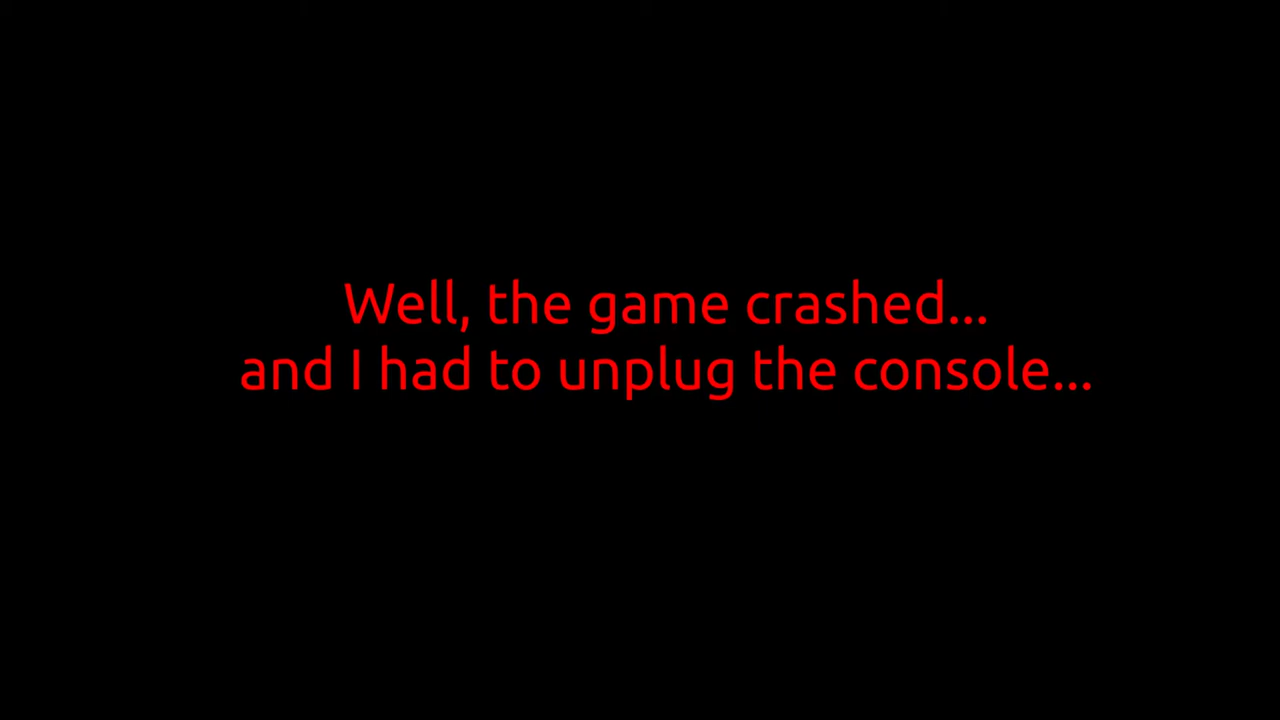 Well, the game crashed...
and I had to unplug the console...